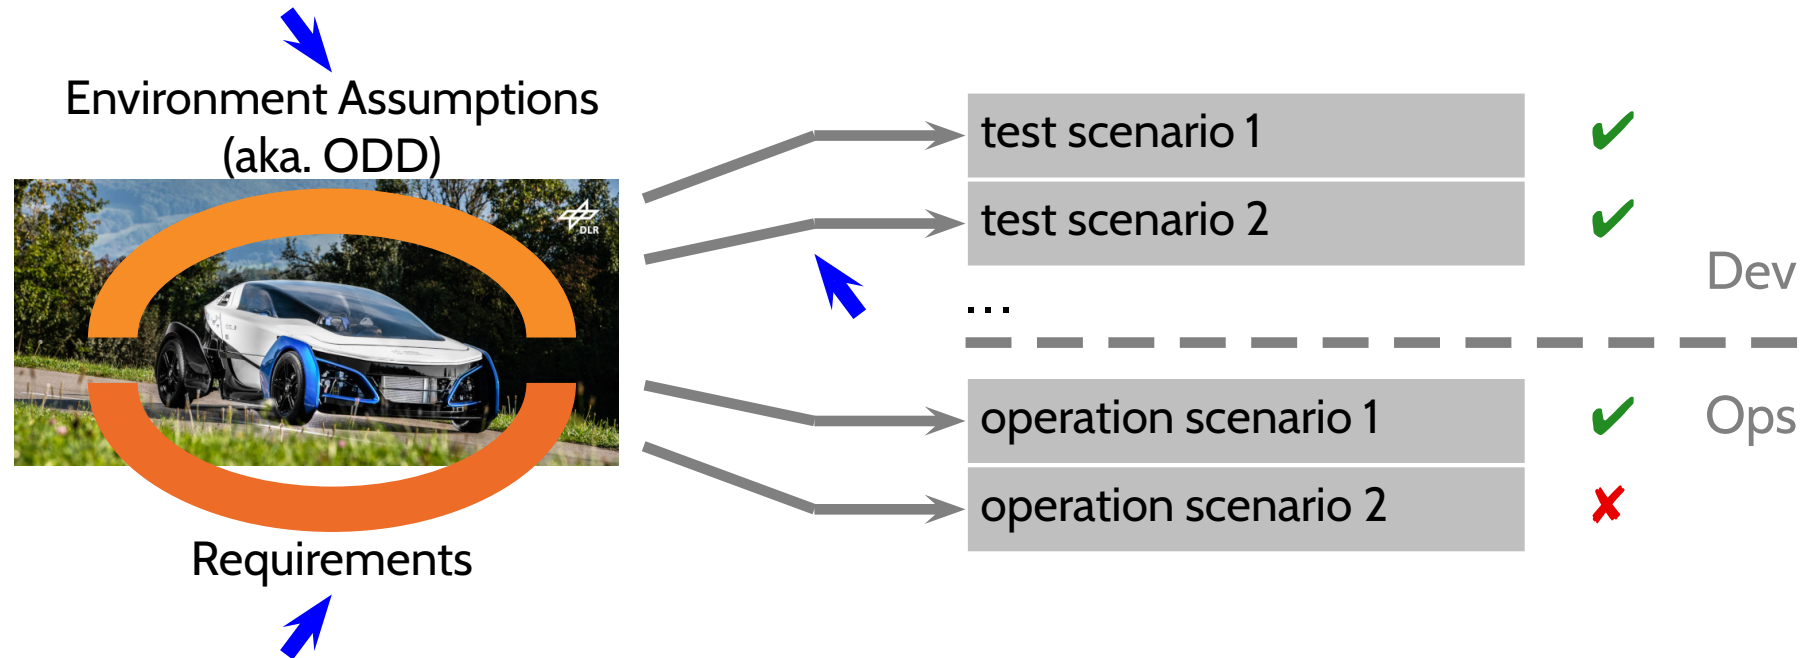 Environment Assumptions
(aka. ODD)
DLR
Requirements
test scenario 1
test scenario 2
...
Dev
operation scenario 1
Ops
operation scenario 2